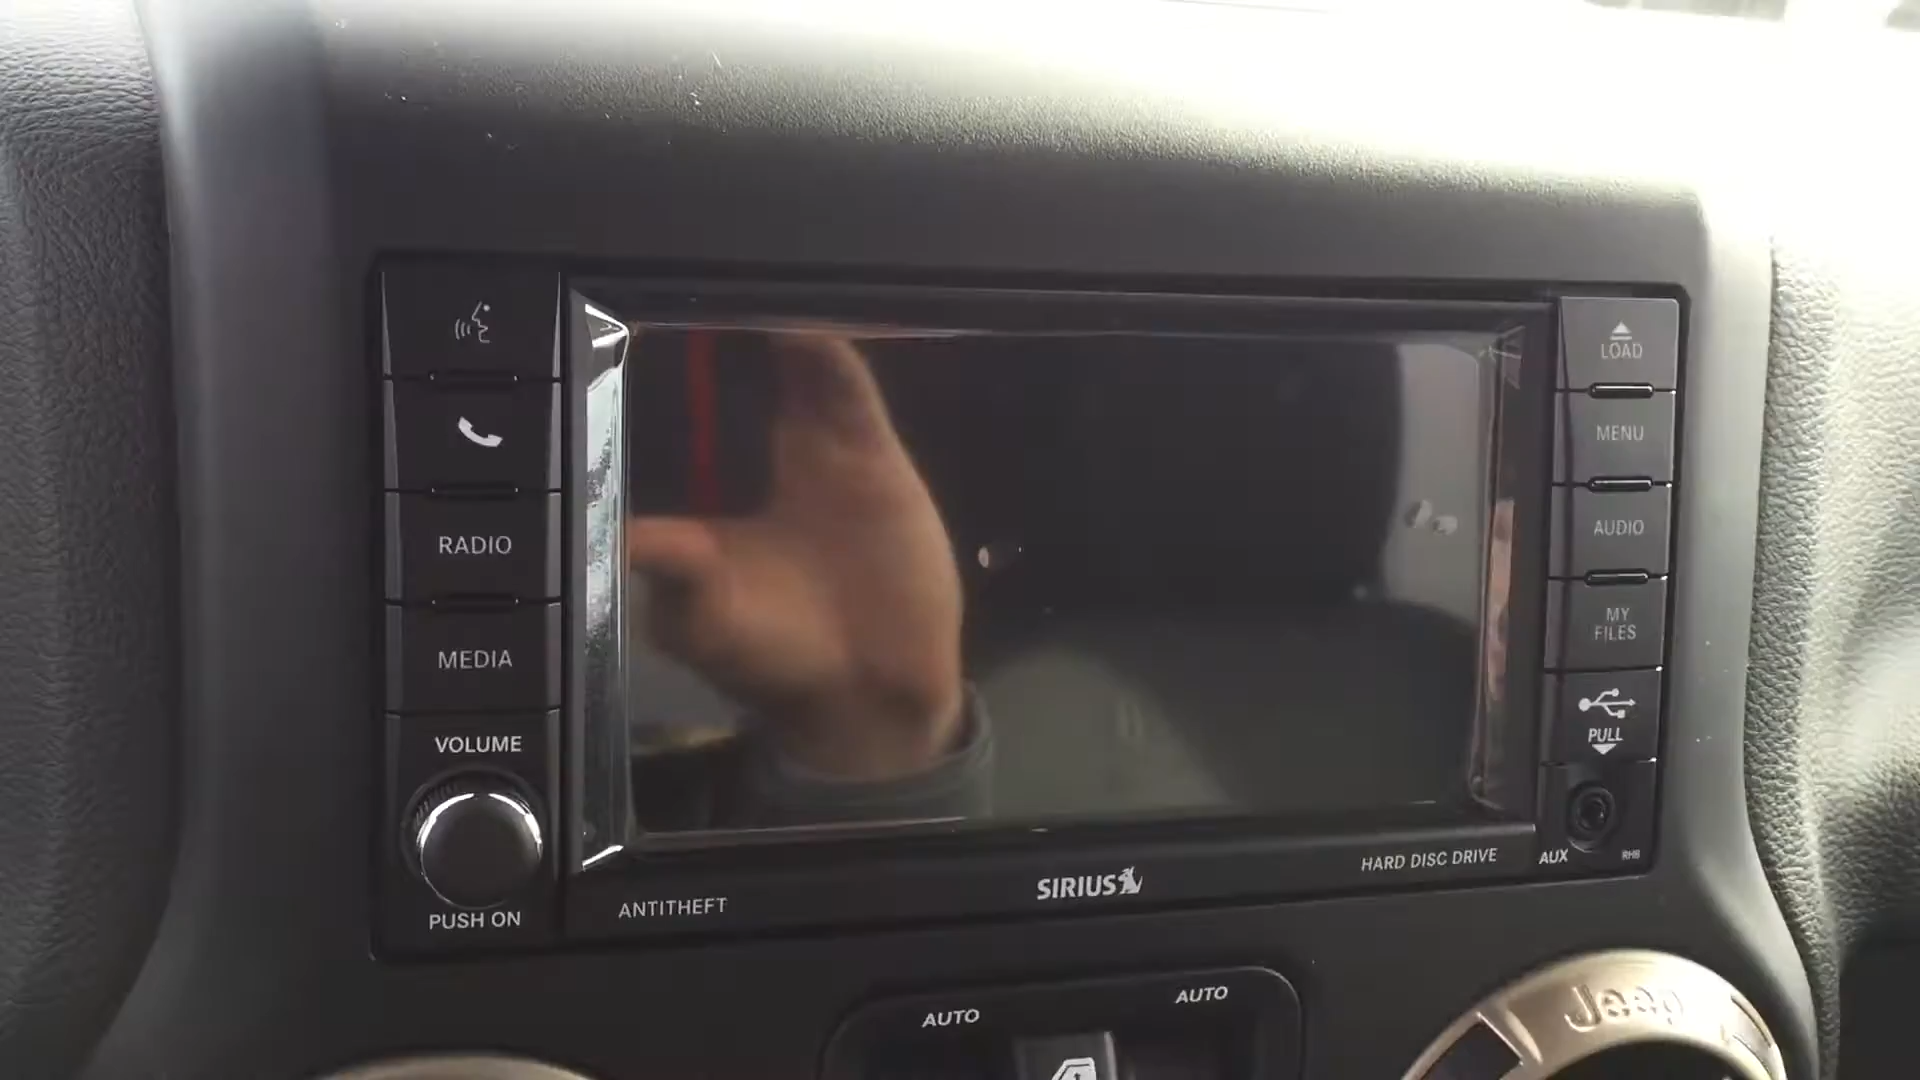 LOAD
MENU
RADIO
AUDIO
MY
FILES
MEDIA
VOLUME
PULL
PUSH ON
ANTITHEFT
SIRIUS
HARD DISC DRIVE
AUX
RHB
AUTO
AUTO
Jeep